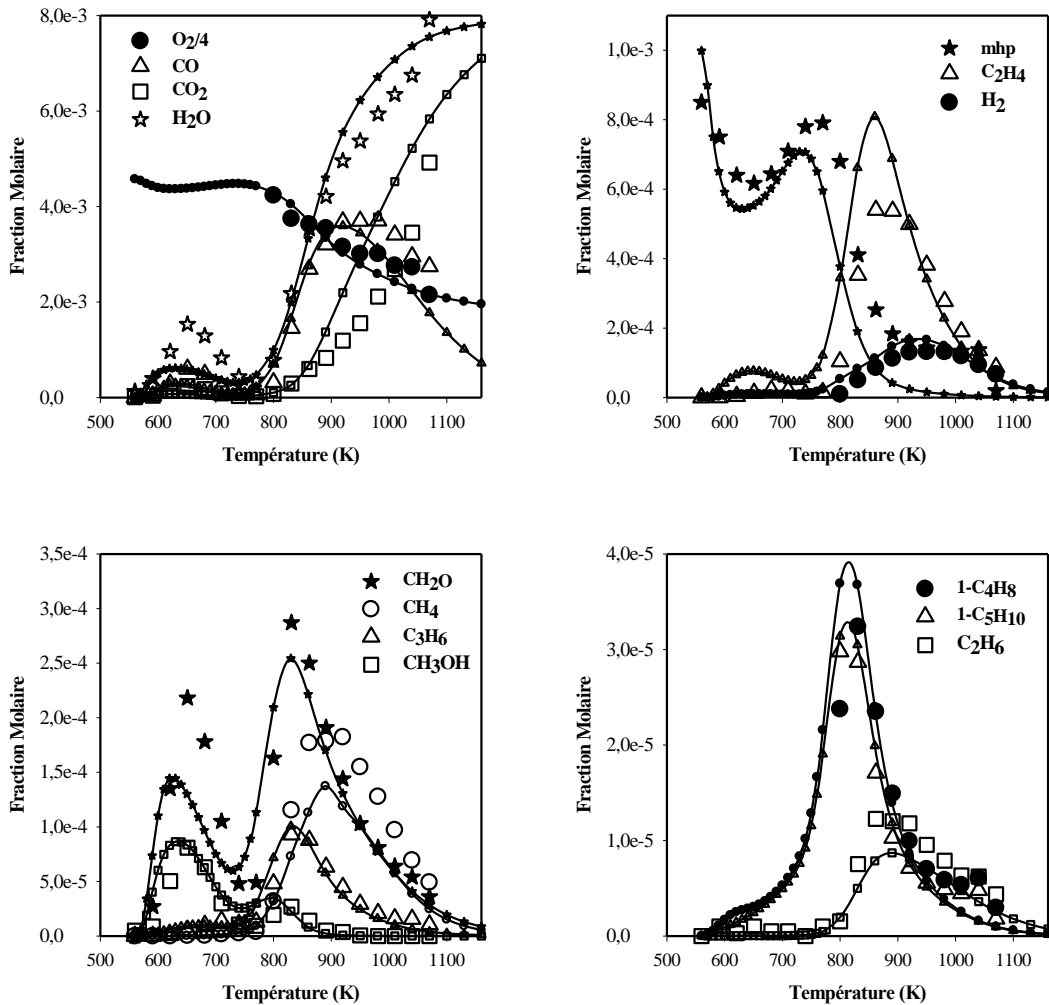 8,0e-3
6,0e-3
4,0e-3
2,0e-3
0,0
500 600 700 800 900 1000 1100
Température (K)
Fraction Molaire
O2/4
CO
CO2
H2O
1,0e-3
8,0e-4
6,0e-4
4,0e-4
2,0e-4
0,0
500 600 700 800 900 1000 1100
Température (K)
Fraction Molaire
mhp
C2H4
H2
3,5e-4
3,0e-4
2,5e-4
2,0e-4
1,5e-4
1,0e-4
5,0e-5
0,0
500 600 700 800 900 1000 1100
Température (K)
Fraction Molaire
CH2O
CH4
C3H6
CH3OH
4,0e-5
3,0e-5
2,0e-5
1,0e-5
0,0
500 600 700 800 900 1000 1100
Température (K)
Fraction Molaire
1-C4H8
1-C5H10
C2H6